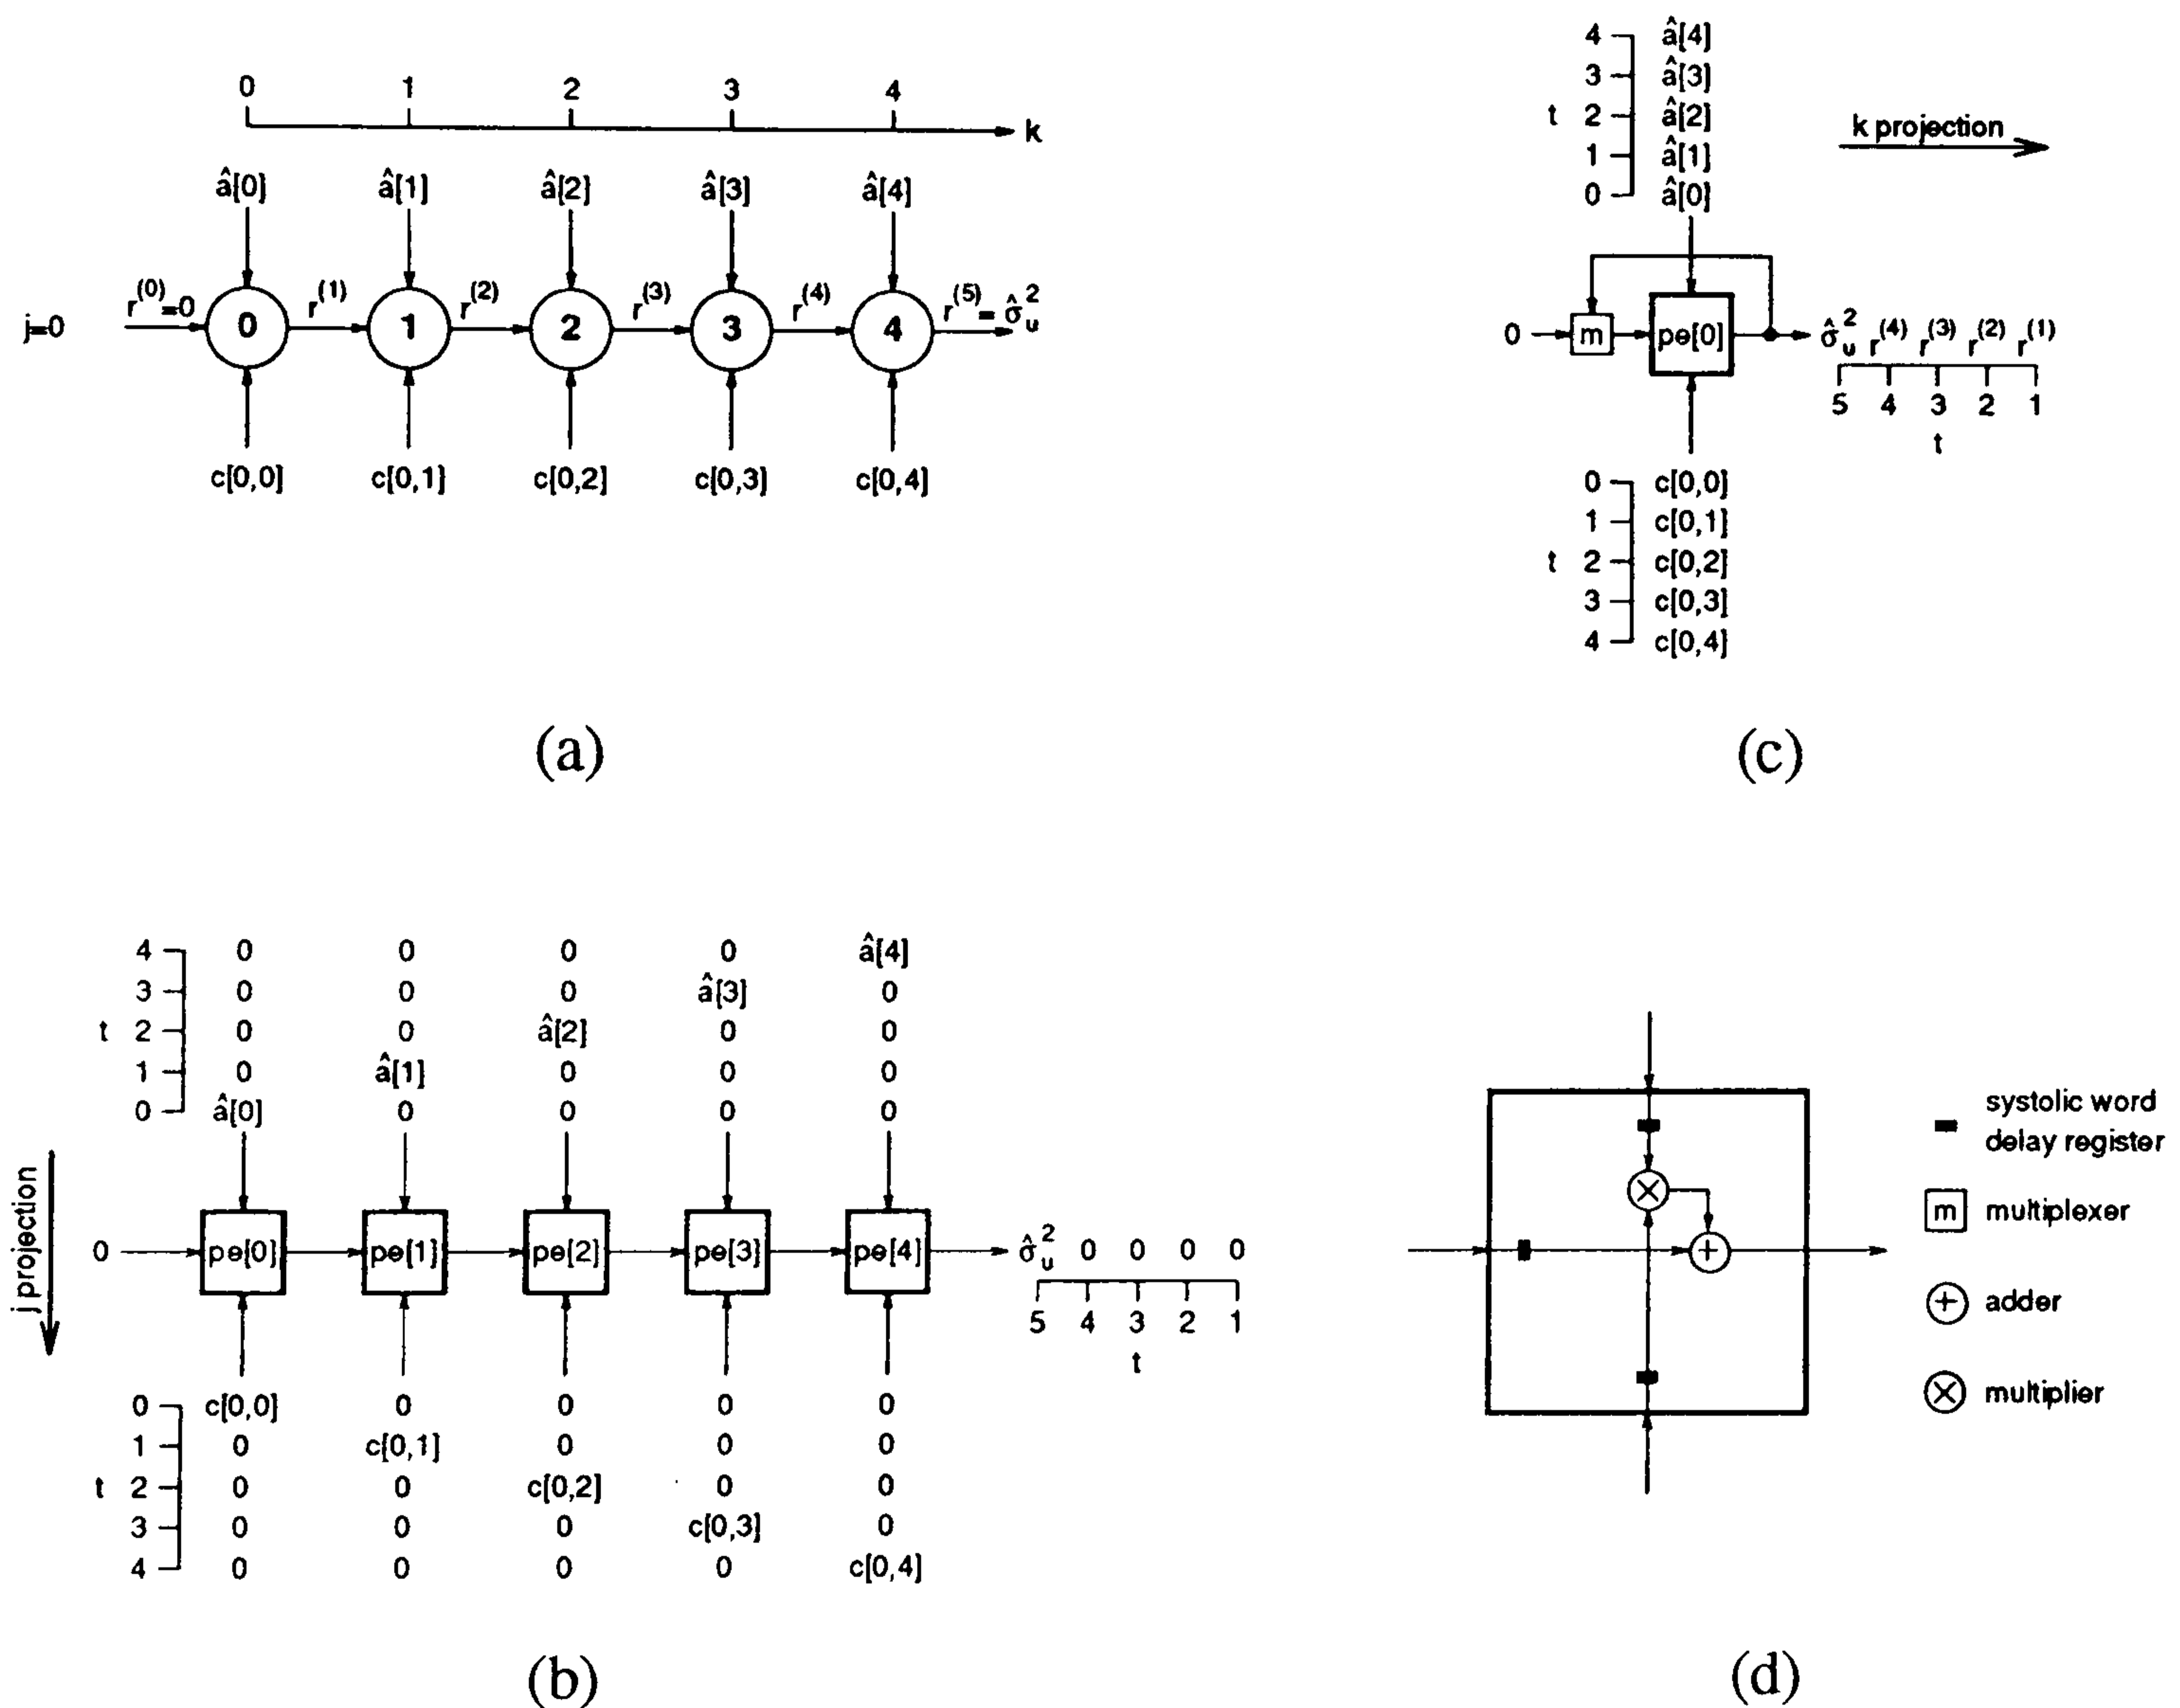 0 1 2 3 4
k
â[0] â[1] â[2] â[3] â[4]
j=0 r^(0)=0 0 r^(1) 1 r^(2) 2 r^(3) 3 r^(4) 4 r^(5)=σ̂_u^2
c[0,0] c[0,1] c[0,2] c[0,3] c[0,4]
(a)
4 â[4]
3 â[3]
t 2 â[2]
1 â[1]
0 â[0]
k projection
0 m pe[0] σ̂_u^2 r^(4) r^(3) r^(2) r^(1)
5 4 3 2 1
t
0 c[0,0]
1 c[0,1]
t 2 c[0,2]
3 c[0,3]
4 c[0,4]
(c)
4 0 0 0 0 â[4]
3 0 0 0 â[3] 0
t 2 0 0 â[2] 0 0
1 0 â[1] 0 0 0
0 â[0] 0 0 0 0
j projection
0 pe[0] pe[1] pe[2] pe[3] pe[4] σ̂_u^2 0 0 0 0
5 4 3 2 1
t
0 c[0,0] 0 0 0 0
1 0 c[0,1] 0 0 0
t 2 0 0 c[0,2] 0 0
3 0 0 0 c[0,3] 0
4 0 0 0 0 c[0,4]
(b)
systolic word
delay register
m multiplexer
+ adder
× multiplier
× +
(d)